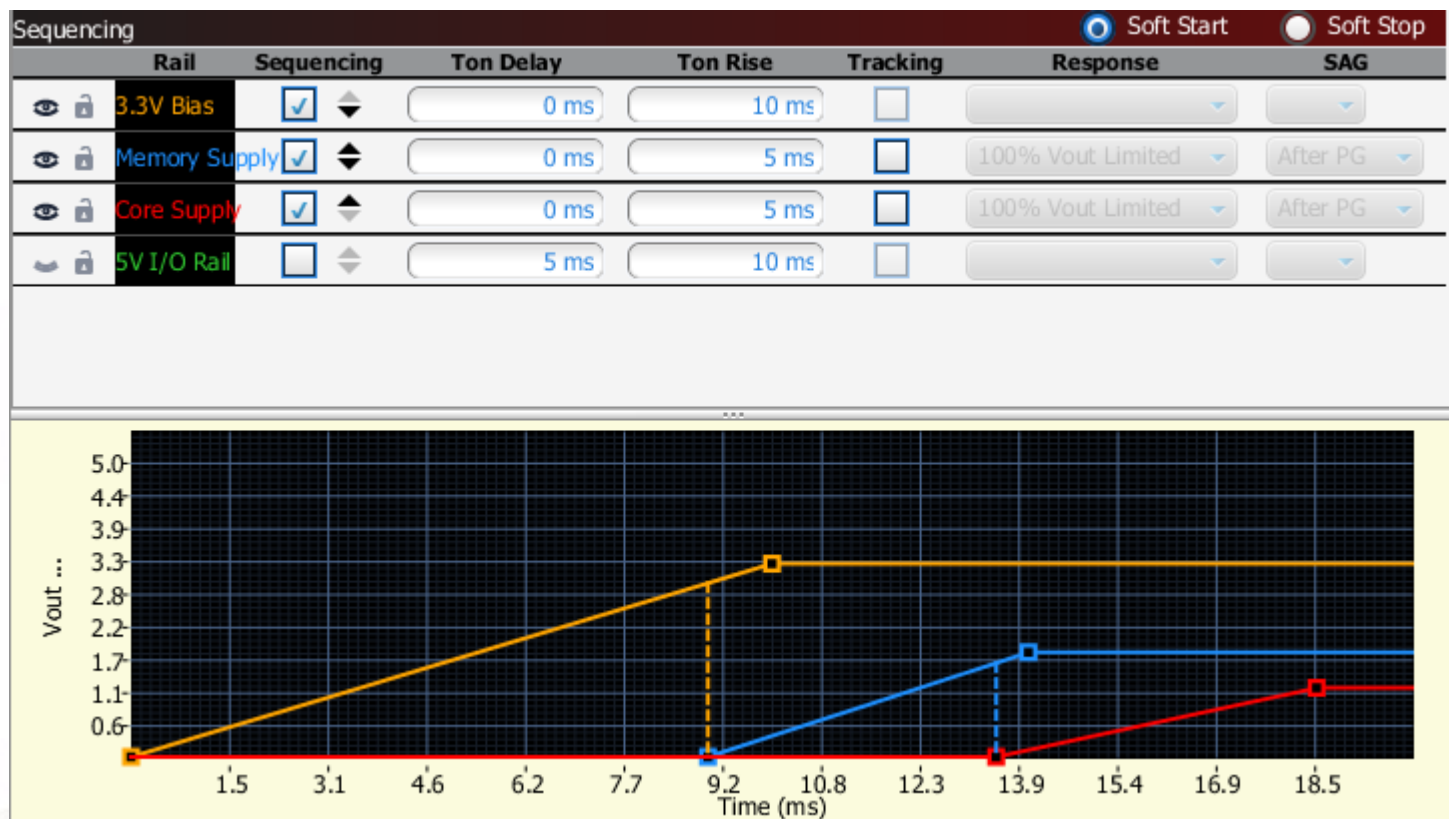 Sequencing Soft Start Soft Stop
Rail Sequencing Ton Delay Ton Rise Tracking Response SAG
3.3V Bias 0 ms 10 ms
Memory Supply 0 ms 5 ms 100% Vout Limited After PG
Core Supply 0 ms 5 ms 100% Vout Limited After PG
5V I/O Rail 5 ms 10 ms
5.0
4.4
3.9
3.3
2.8
2.2
1.7
1.1
0.6
Vout ...
1.5 3.1 4.6 6.2 7.7 9.2 10.8 12.3 13.9 15.4 16.9 18.5
Time (ms)